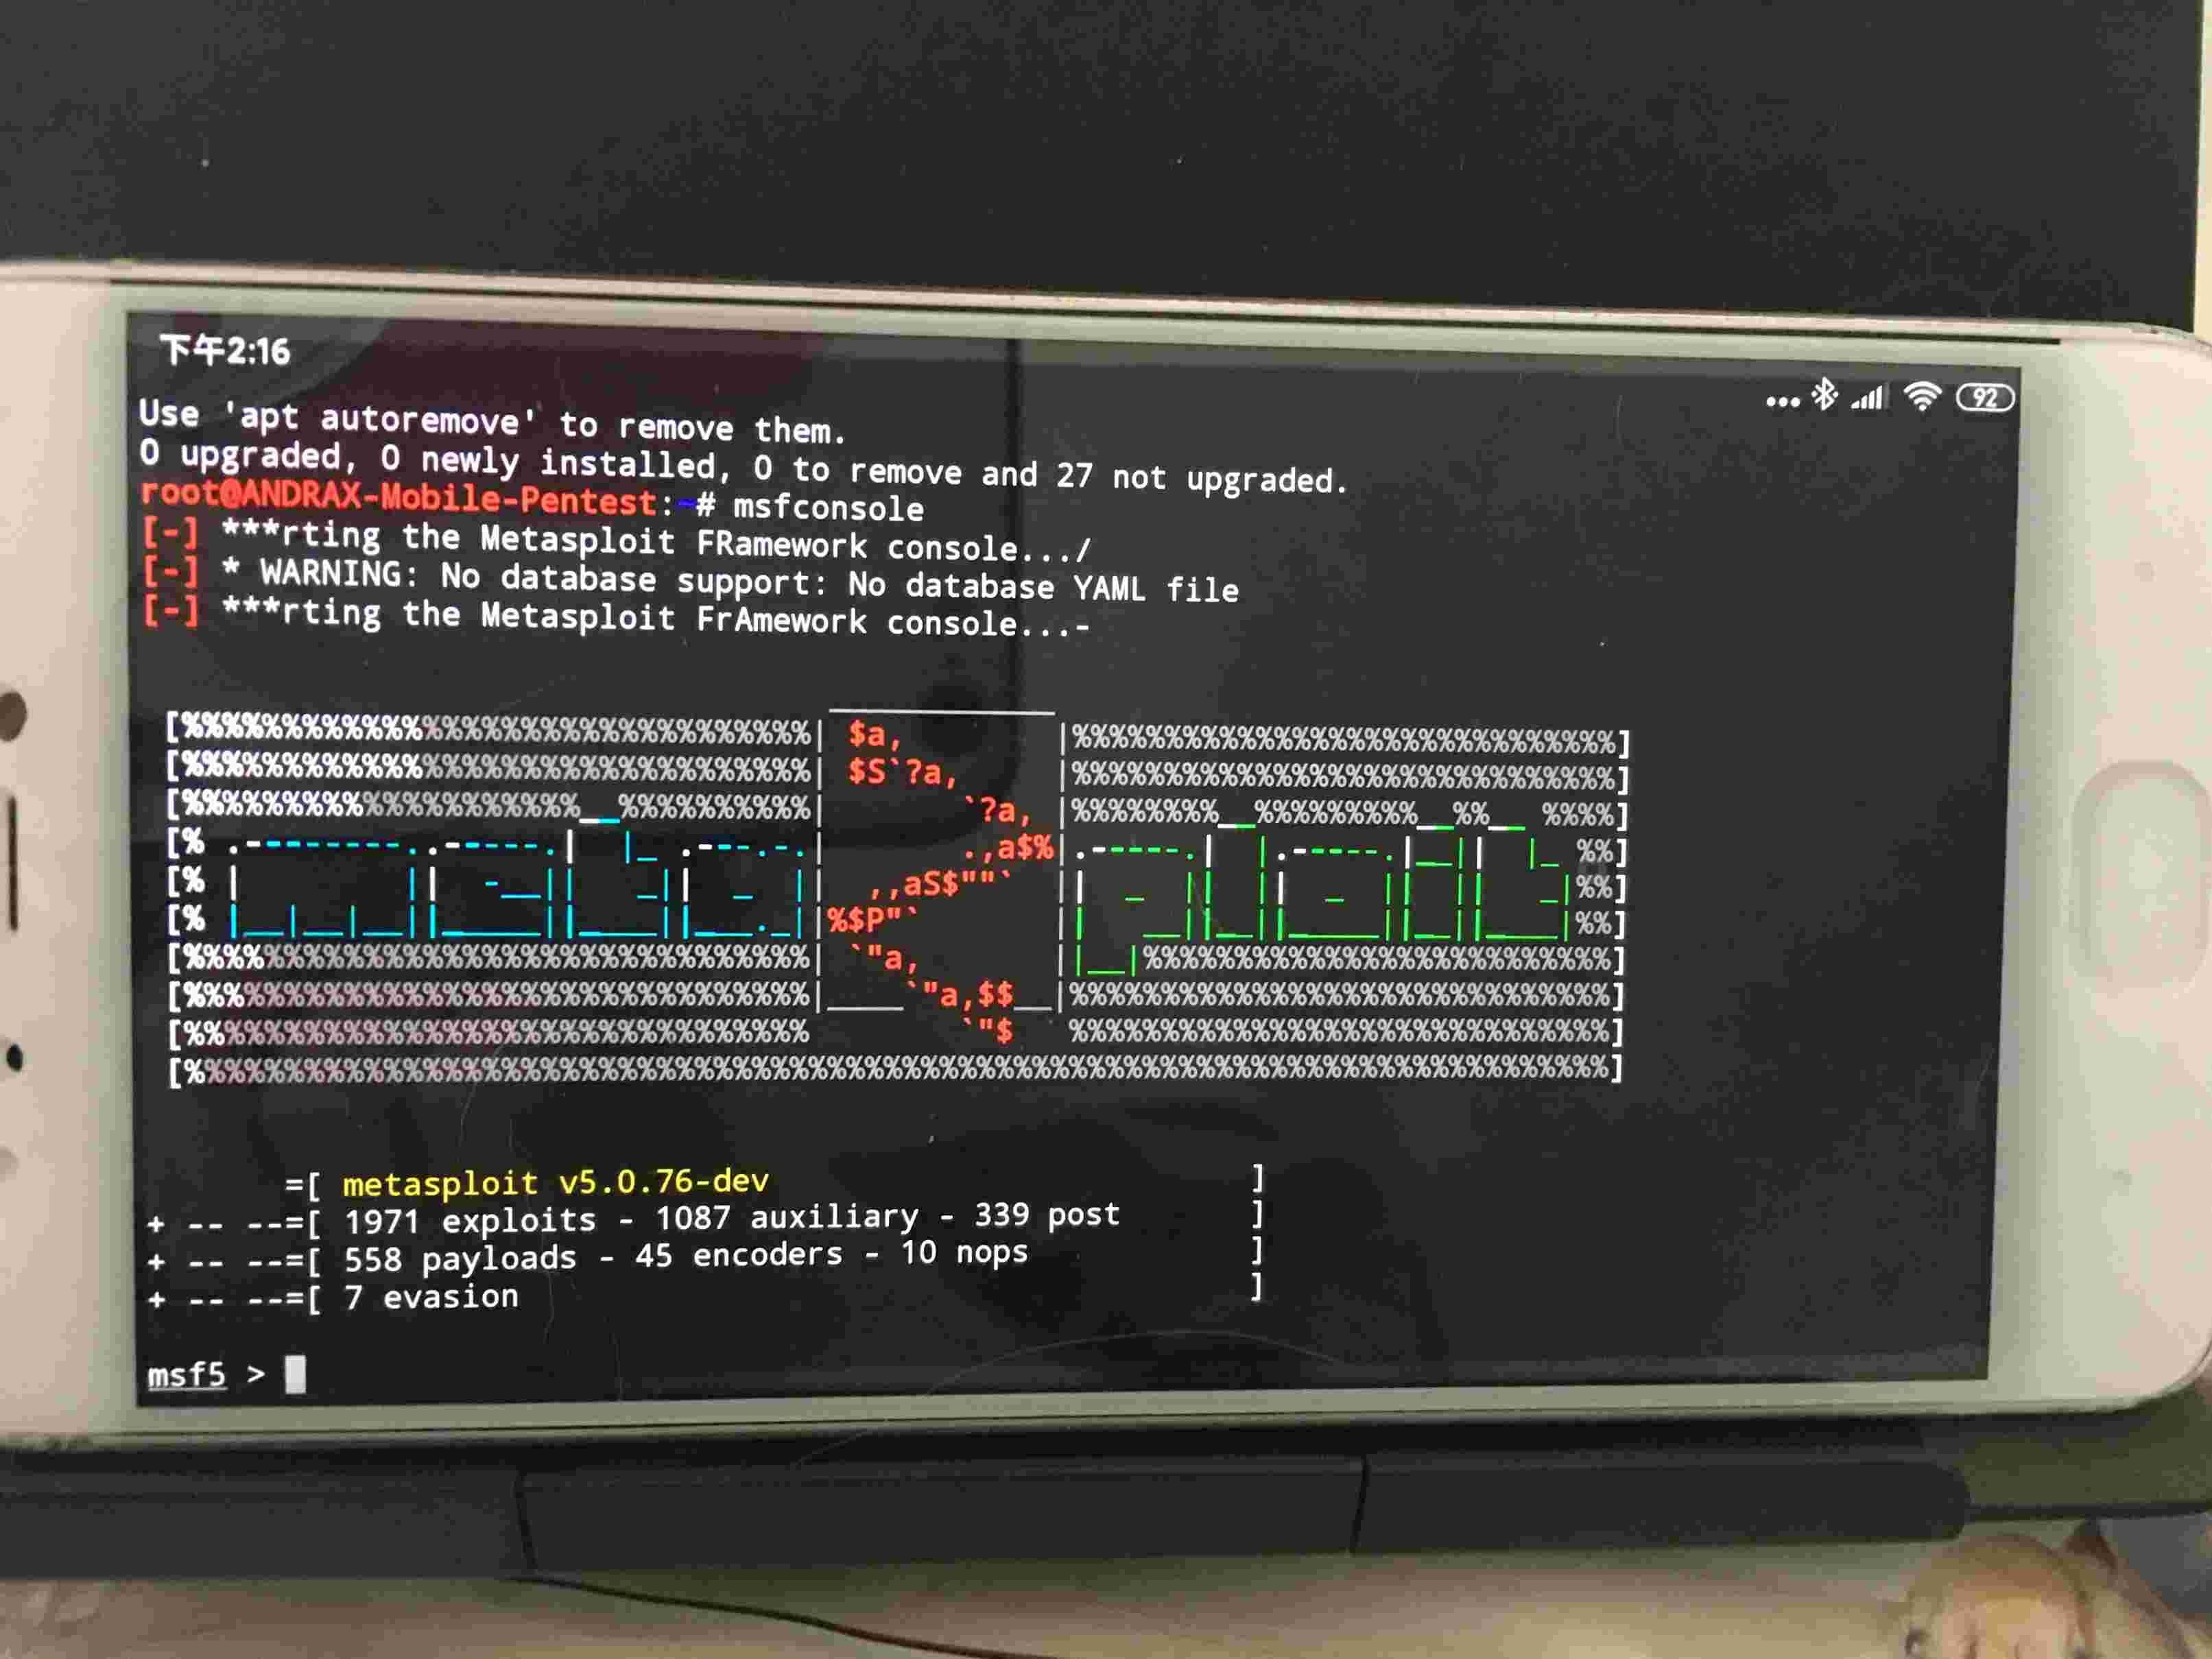 下午2:16
92
Use 'apt autoremove' to remove them.
0 upgraded, 0 newly installed, 0 to remove and 27 not upgraded.
root@ANDRAX-Mobile-Pentest:~# msfconsole
[-] ***rting the Metasploit FRamework console.../
[-] * WARNING: No database support: No database YAML file
[-] ***rting the Metasploit FrAmework console...-
=[ metasploit v5.0.76-dev ]
+ -- --=[ 1971 exploits - 1087 auxiliary - 339 post ]
+ -- --=[ 558 payloads - 45 encoders - 10 nops ]
+ -- --=[ 7 evasion ]
msf5 >